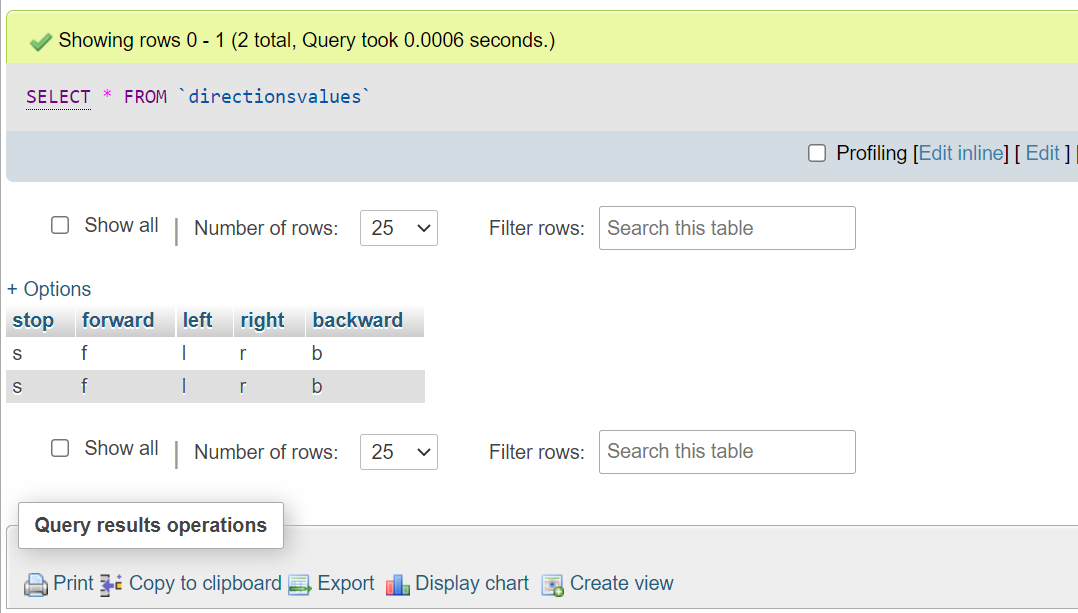 Showing rows 0 - 1 (2 total, Query took 0.0006 seconds.)
SELECT * FROM `directionsvalues`
Profiling [Edit inline] [ Edit ] [
Show all | Number of rows: 25 Filter rows: Search this table
+ Options
stop forward left right backward
s f l r b
s f l r b
Show all | Number of rows: 25 Filter rows: Search this table
Query results operations
Print Copy to clipboard Export Display chart Create view